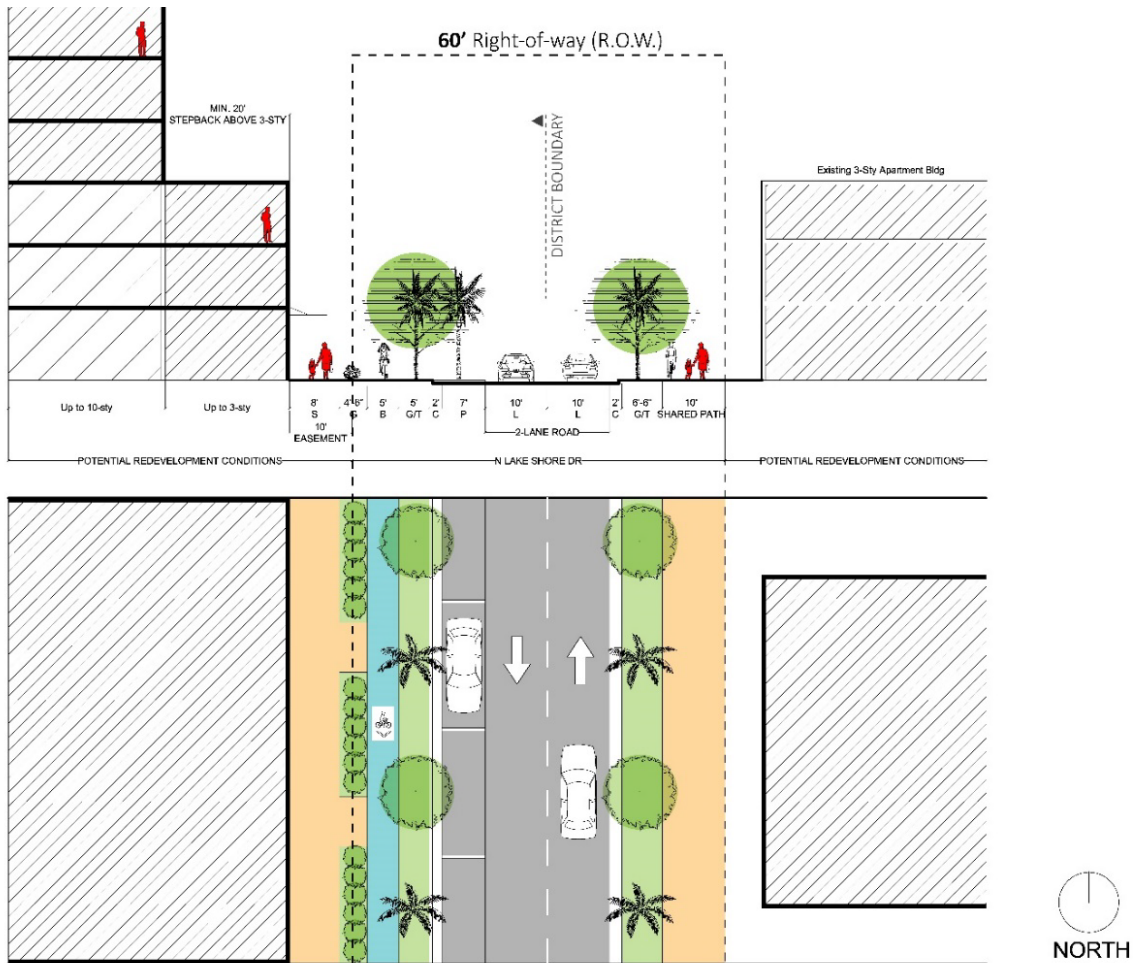 60' Right-of-way (R.O.W.)
MIN. 20'
STEPBACK ABOVE 3-STY
DISTRICT BOUNDARY
Existing 3-Sty Apartment Bldg
Up to 10-sty
Up to 3-sty
8' 4'-6" 5' 5' 2' 7' 10' 10' 2' 6'-6" 10"
S G B G/T C P L L C G/T SHARED PATH
10'
EASEMENT
2-LANE ROAD
POTENTIAL REDEVELOPMENT CONDITIONS
N LAKE SHORE DR
POTENTIAL REDEVELOPMENT CONDITIONS
NORTH